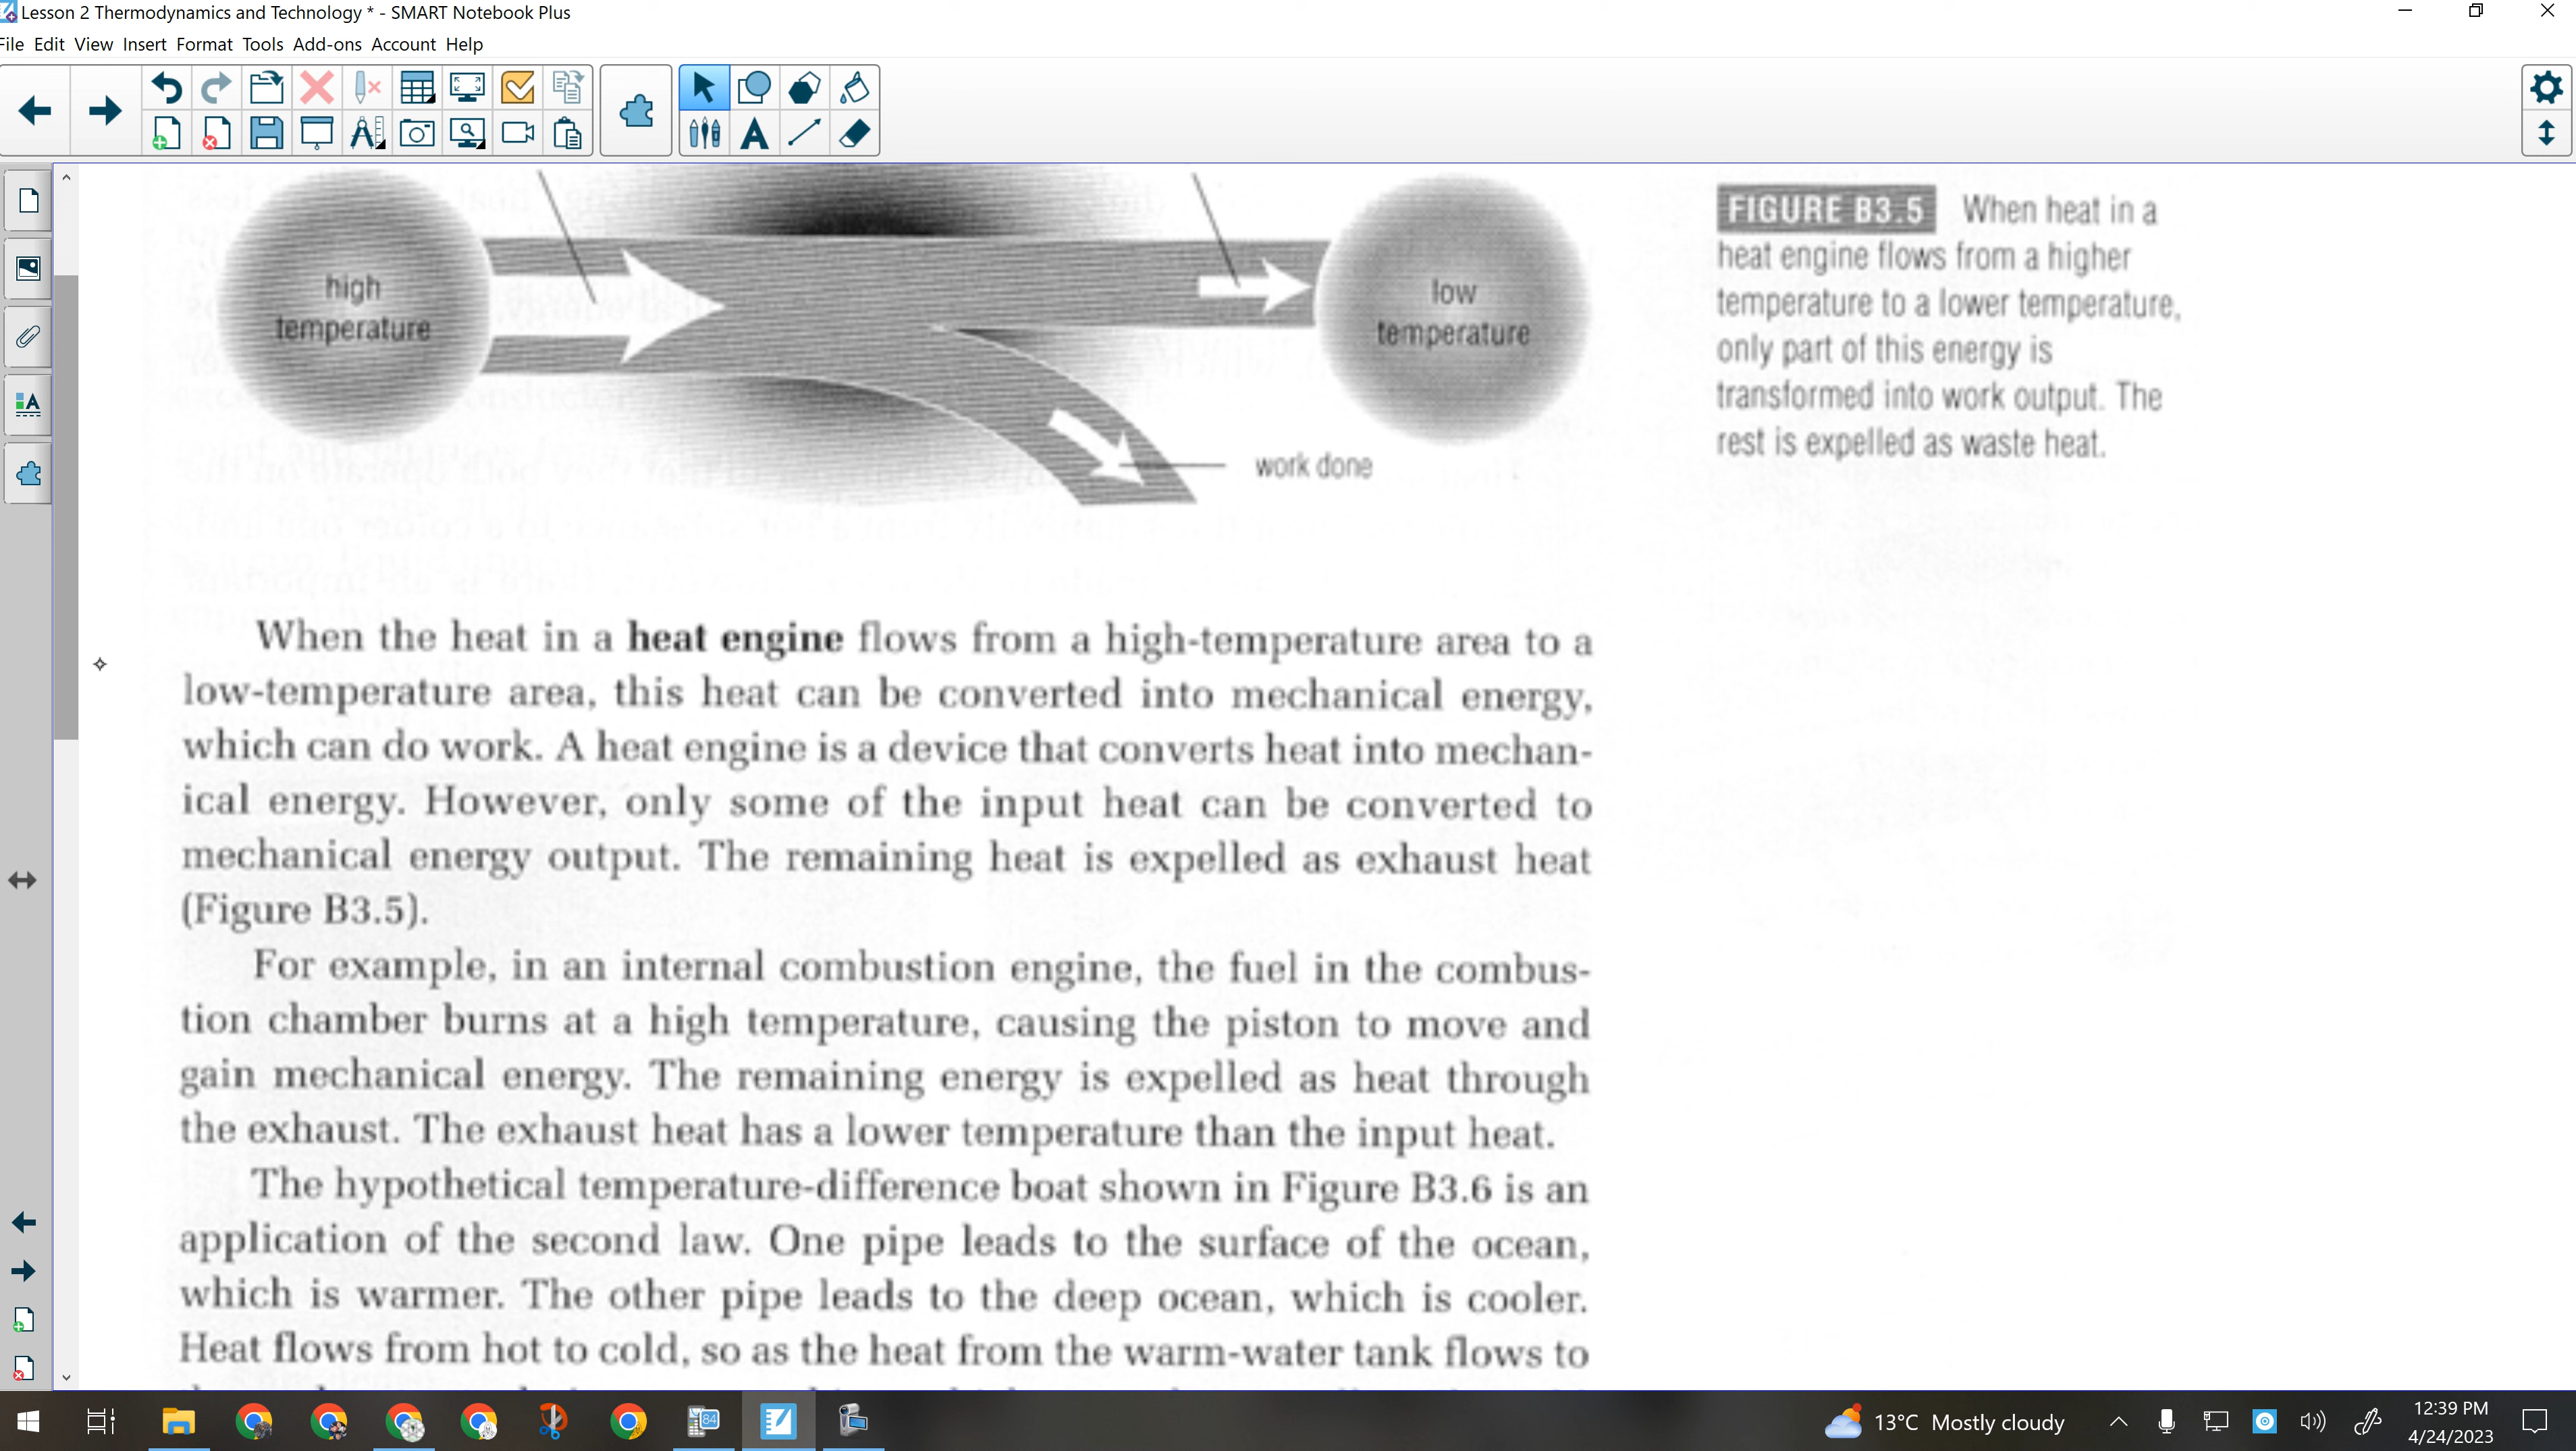 Lesson 2 Thermodynamics and Technology * - SMART Notebook Plus
File Edit View Insert Format Tools Add-ons Account Help
high
temperature
low
temperature
work done
FIGURE B3.5 When heat in a
heat engine flows from a higher
temperature to a lower temperature,
only part of this energy is
transformed into work output. The
rest is expelled as waste heat.
When the heat in a heat engine flows from a high-temperature area to a
low-temperature area, this heat can be converted into mechanical energy,
which can do work. A heat engine is a device that converts heat into mechan-
ical energy. However, only some of the input heat can be converted to
mechanical energy output. The remaining heat is expelled as exhaust heat
(Figure B3.5).
For example, in an internal combustion engine, the fuel in the combus-
tion chamber burns at a high temperature, causing the piston to move and
gain mechanical energy. The remaining energy is expelled as heat through
the exhaust. The exhaust heat has a lower temperature than the input heat.
The hypothetical temperature-difference boat shown in Figure B3.6 is an
application of the second law. One pipe leads to the surface of the ocean,
which is warmer. The other pipe leads to the deep ocean, which is cooler.
Heat flows from hot to cold, so as the heat from the warm-water tank flows to
84
13°C Mostly cloudy
12:39 PM
4/24/2023